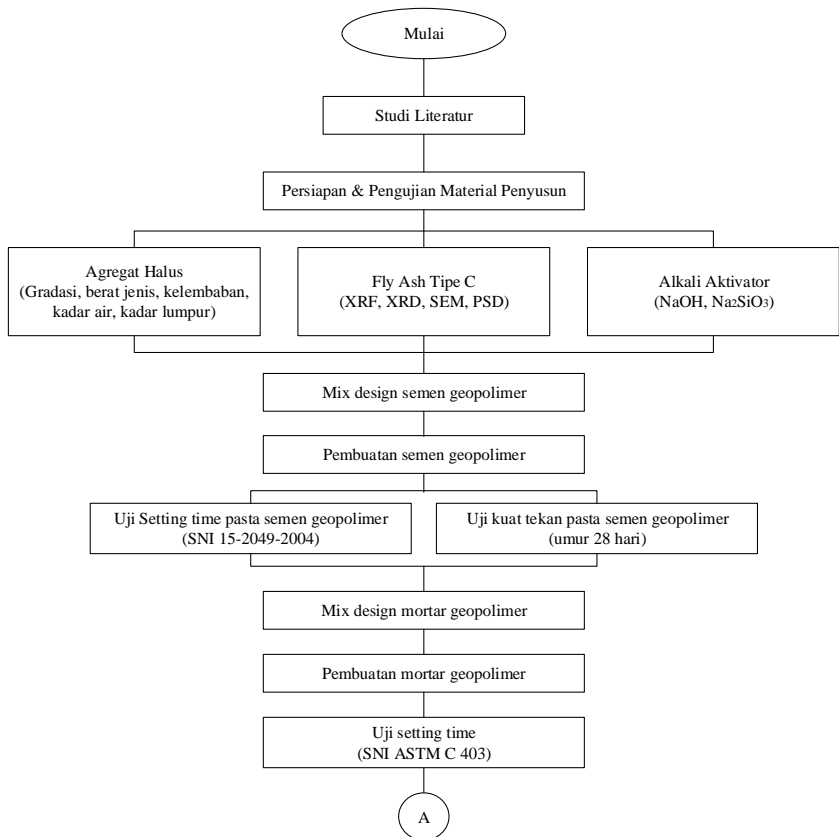 Mulai
Studi Literatur
Persiapan & Pengujian Material Penyusun
Agregat Halus
(Gradasi, berat jenis, kelembaban,
kadar air, kadar lumpur)
Fly Ash Tipe C
(XRF, XRD, SEM, PSD)
Alkali Aktivator
(NaOH, Na2SiO3)
Mix design semen geopolimer
Pembuatan semen geopolimer
Uji Setting time pasta semen geopolimer
(SNI 15-2049-2004)
Uji kuat tekan pasta semen geopolimer
(umur 28 hari)
Mix design mortar geopolimer
Pembuatan mortar geopolimer
Uji setting time
(SNI ASTM C 403)
A